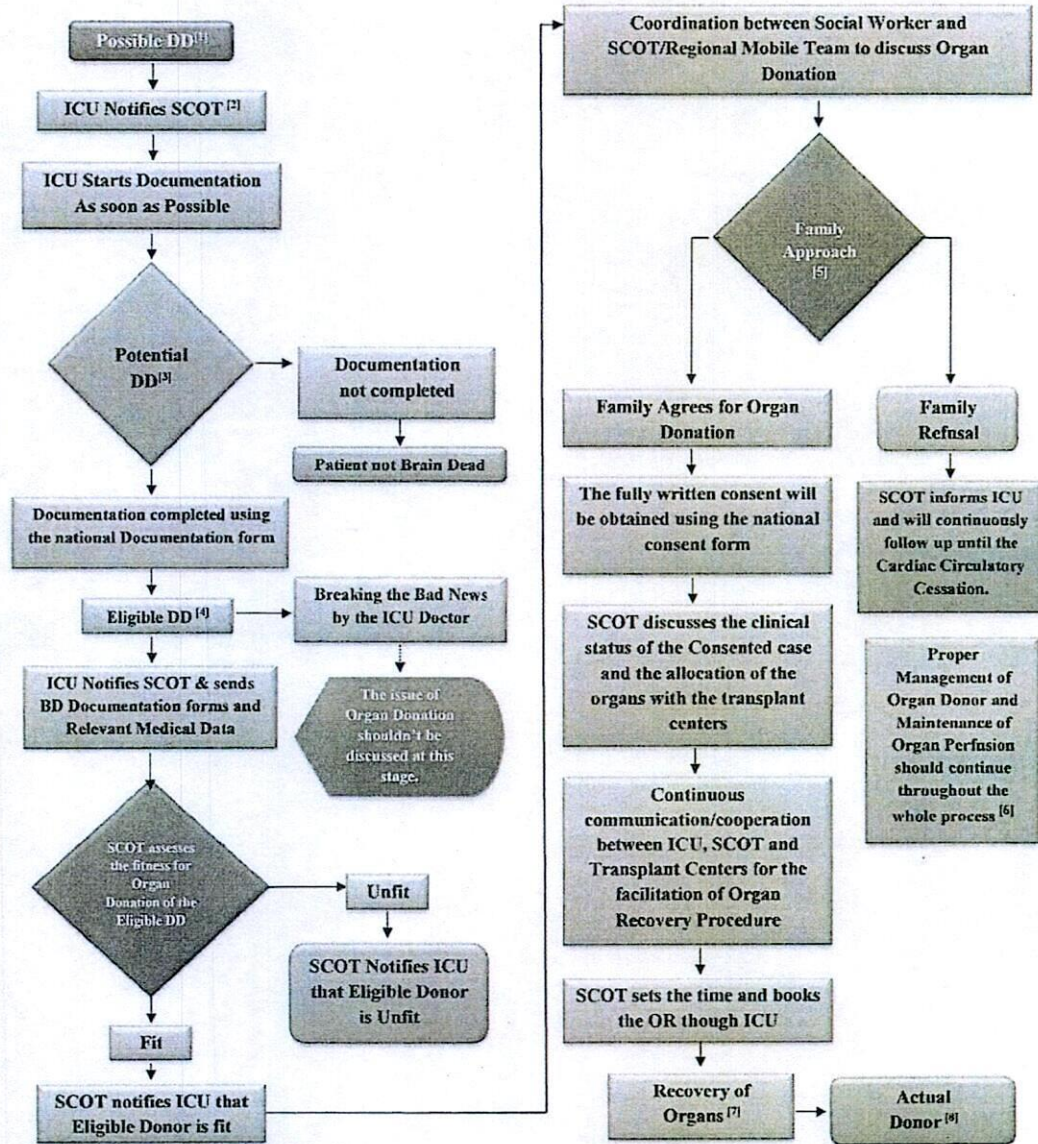 Possible DD[1]
ICU Notifies SCOT [2]
ICU Starts Documentation
As soon as Possible
Potential
DD[3]
Documentation
not completed
Patient not Brain Dead
Documentation completed using
the national Documentation form
Eligible DD [4]
Breaking the Bad News
by the ICU Doctor
The issue of
Organ Donation
shouldn't be
discussed at this
stage.
ICU Notifies SCOT & sends
BD Documentation forms and
Relevant Medical Data
SCOT assesses
the fitness for
Organ
Donation of the
Eligible DD
Unfit
SCOT Notifies ICU
that Eligible Donor
is Unfit
Fit
SCOT notifies ICU that
Eligible Donor is fit
Coordination between Social Worker and
SCOT/Regional Mobile Team to discuss Organ
Donation
Family
Approach
[5]
Family Agrees for Organ
Donation
Family
Refusal
The fully written consent will
be obtained using the national
consent form
SCOT informs ICU
and will continuously
follow up until the
Cardiac Circulatory
Cessation.
SCOT discusses the clinical
status of the Consented case
and the allocation of the
organs with the transplant
centers
Proper
Management of
Organ Donor and
Maintenance of
Organ Perfusion
should continue
throughout the
whole process [6]
Continuous
communication/cooperation
between ICU, SCOT and
Transplant Centers for the
facilitation of Organ
Recovery Procedure
SCOT sets the time and books
the OR though ICU
Recovery of
Organs [7]
Actual
Donor [8]